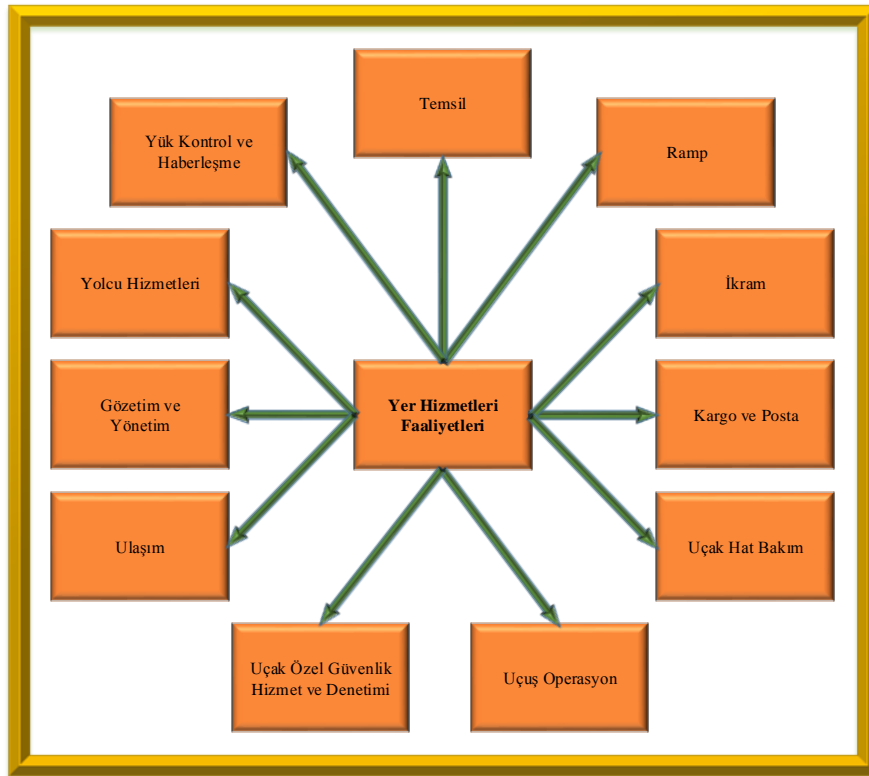 Temsil
Yük Kontrol ve
Haberleşme
Ramp
Yolcu Hizmetleri
İkram
Yer Hizmetleri
Faaliyetleri
Gözetim ve
Yönetim
Kargo ve Posta
Ulaşım
Uçak Hat Bakım
Uçak Özel Güvenlik
Hizmet ve Denetimi
Uçuş Operasyon